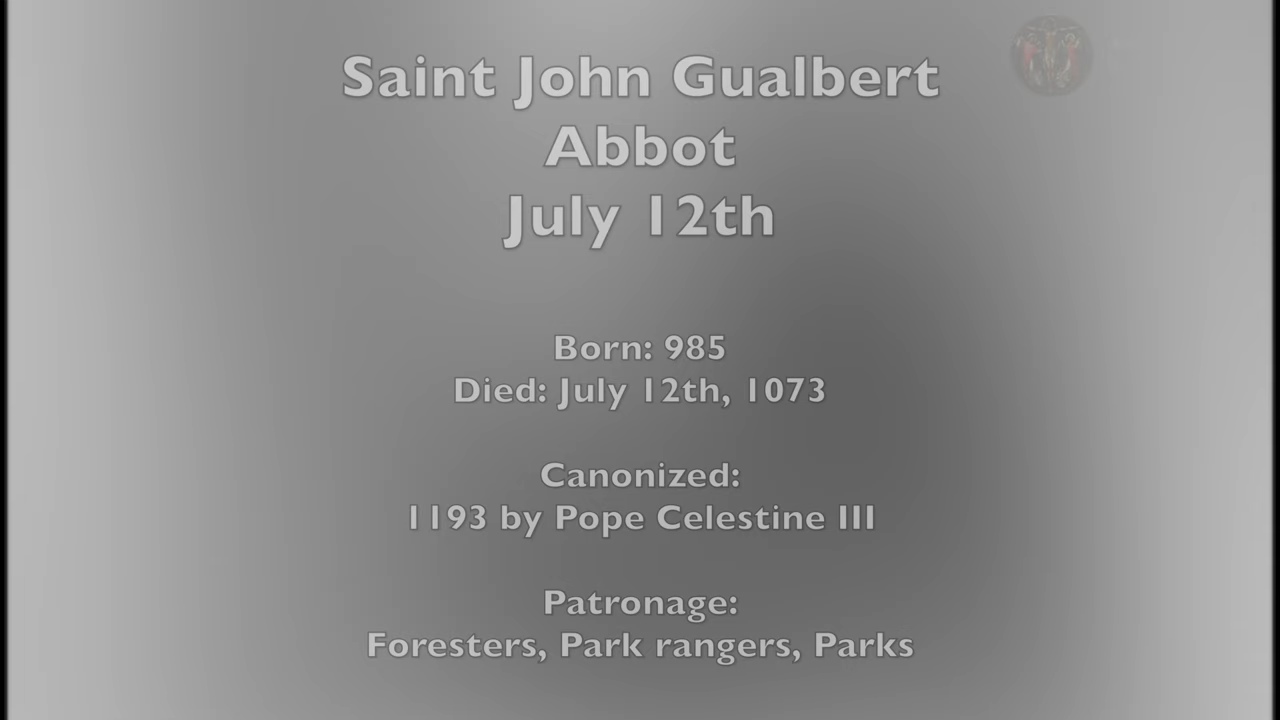 Saint John Gualbert
Abbot
July 12th
Born: 985
Died: July 12th, 1073
Canonized:
1193 by Pope Celestine III
Patronage:
Foresters, Park rangers, Parks